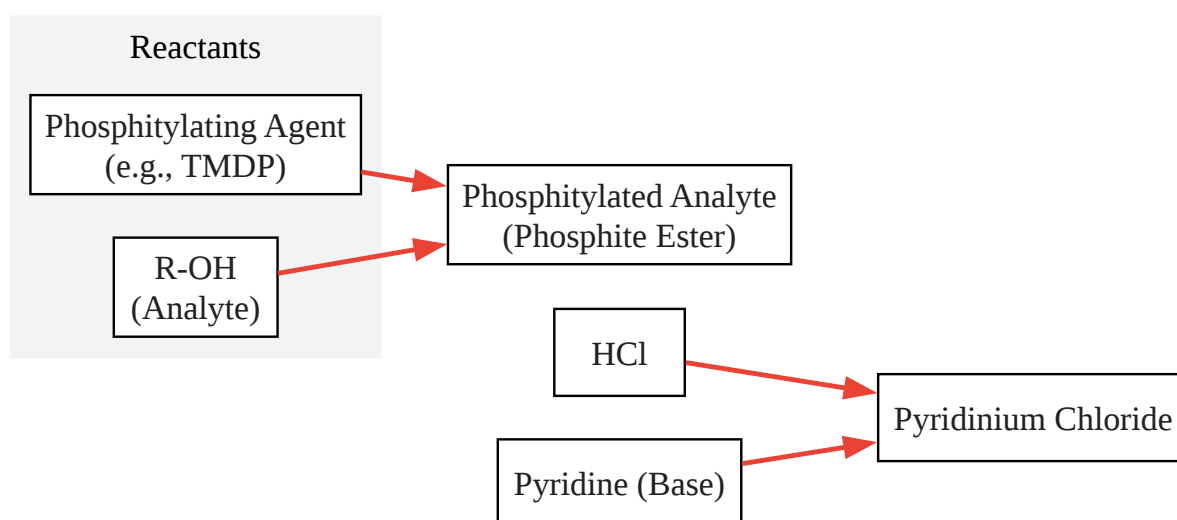 Reactants
Phosphitylating Agent
(e.g., TMDP)
Phosphitylated Analyte
(Phosphite Ester)
R-OH
(Analyte)
HCl
Pyridinium Chloride
Pyridine (Base)